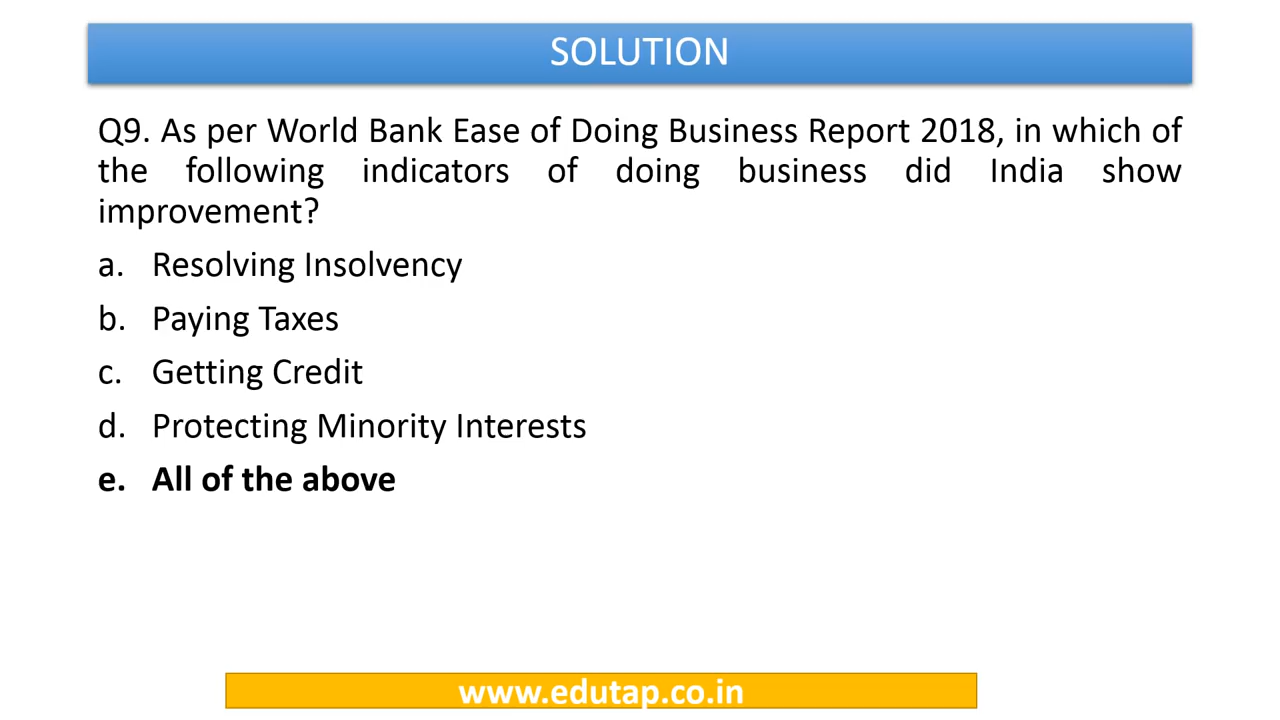 SOLUTION
Q9. As per World Bank Ease of Doing Business Report 2018, in which of
the following indicators of doing business did India show
improvement?
a. Resolving Insolvency
b. Paying Taxes
c. Getting Credit
d. Protecting Minority Interests
e. All of the above
www.edutap.co.in